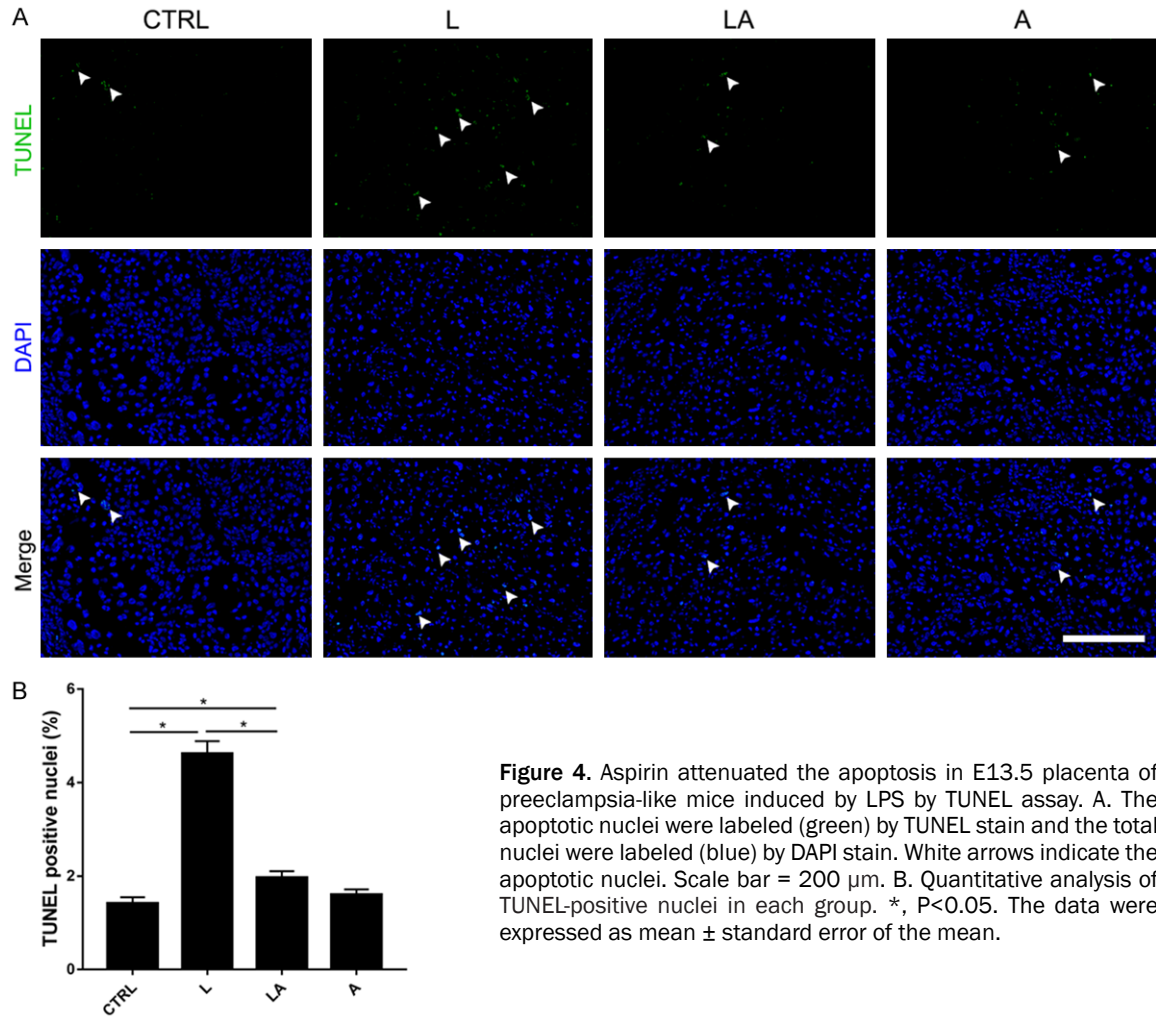 A
CTRL
L
LA
A
TUNEL
DAPI
Merge
B
TUNEL positive nuclei (%)
6
4
2
0
*
*
*
CTRL
L
LA
A
Figure 4. Aspirin attenuated the apoptosis in E13.5 placenta of
preeclampsia-like mice induced by LPS by TUNEL assay. A. The
apoptotic nuclei were labeled (green) by TUNEL stain and the total
nuclei were labeled (blue) by DAPI stain. White arrows indicate the
apoptotic nuclei. Scale bar = 200 μm. B. Quantitative analysis of
TUNEL-positive nuclei in each group. *, P<0.05. The data were
expressed as mean ± standard error of the mean.